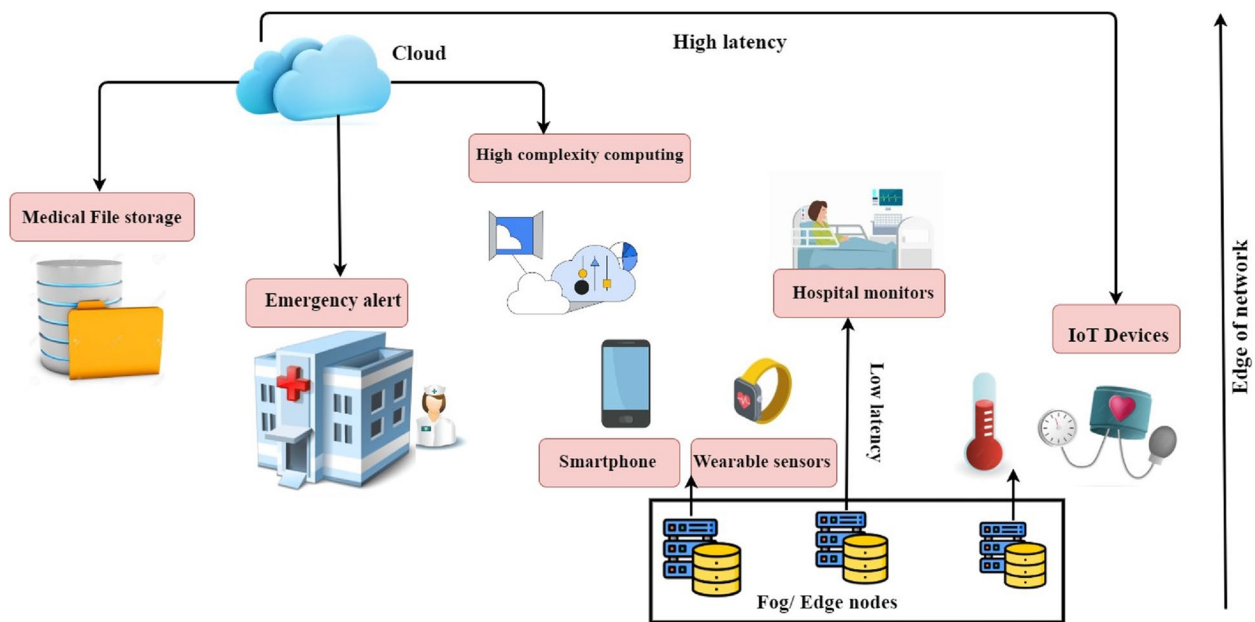 Cloud
High latency
High complexity computing
Medical File storage
Emergency alert
Hospital monitors
IoT Devices
Edge of network
Low latency
Smartphone
Wearable sensors
Fog/ Edge nodes